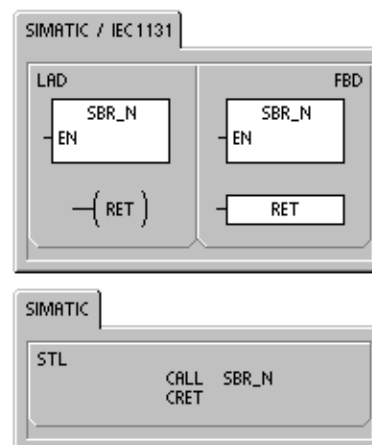 SIMATIC / IEC1131
LAD
FBD
SBR_N
EN
SBR_N
EN
RET
RET
SIMATIC
STL
CALL SBR_N
CRET